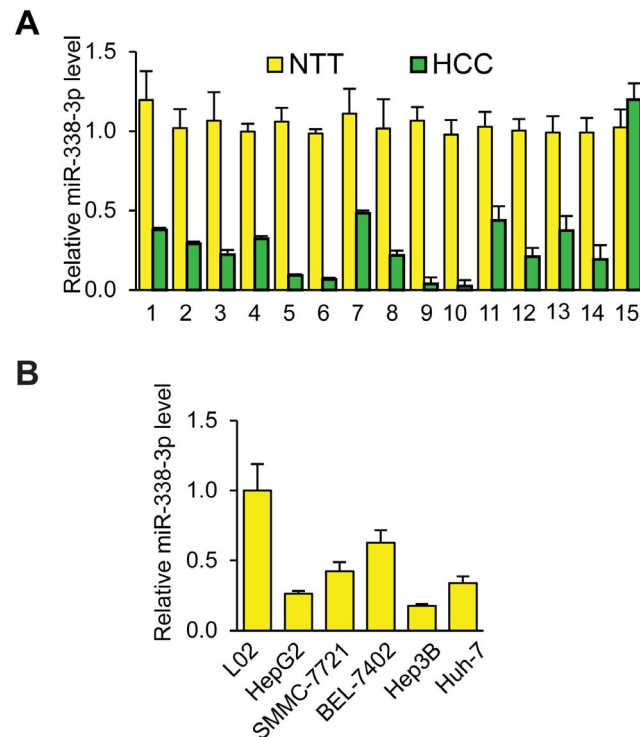 A
Relative miR-338-3p level
1.5
1.0
0.5
0.0
NTT HCC
1 2 3 4 5 6 7 8 9 10 11 12 13 14 15
B
Relative miR-338-3p level
1.5
1.0
0.5
0.0
L02 HepG2 SMMC-7721 BEL-7402 Hep3B Huh-7